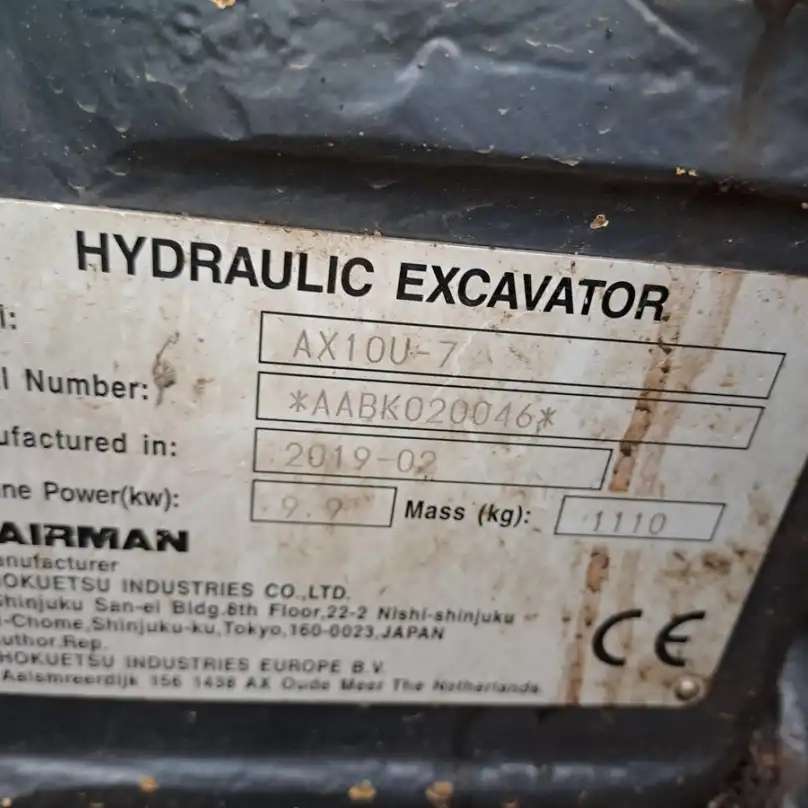 HYDRAULIC EXCAVATOR
l: AX10U-7
l Number: *AABK020046*
ufactured in: 2019-02
ne Power(kw): 9.9 Mass (kg): 1110
AIRMAN
anufacturer
HOKUETSU INDUSTRIES CO.,LTD.
Shinjuku San-ei Bldg.8th Floor,22-2 Nishi-shinjuku
-Chome,Shinjuku-ku,Tokyo,160-0023,JAPAN
uthor.Rep.
HOKUETSU INDUSTRIES EUROPE B.V.
Aalsmeerderdijk 156 1438 AX Oude Meer The Netherlands.
CE